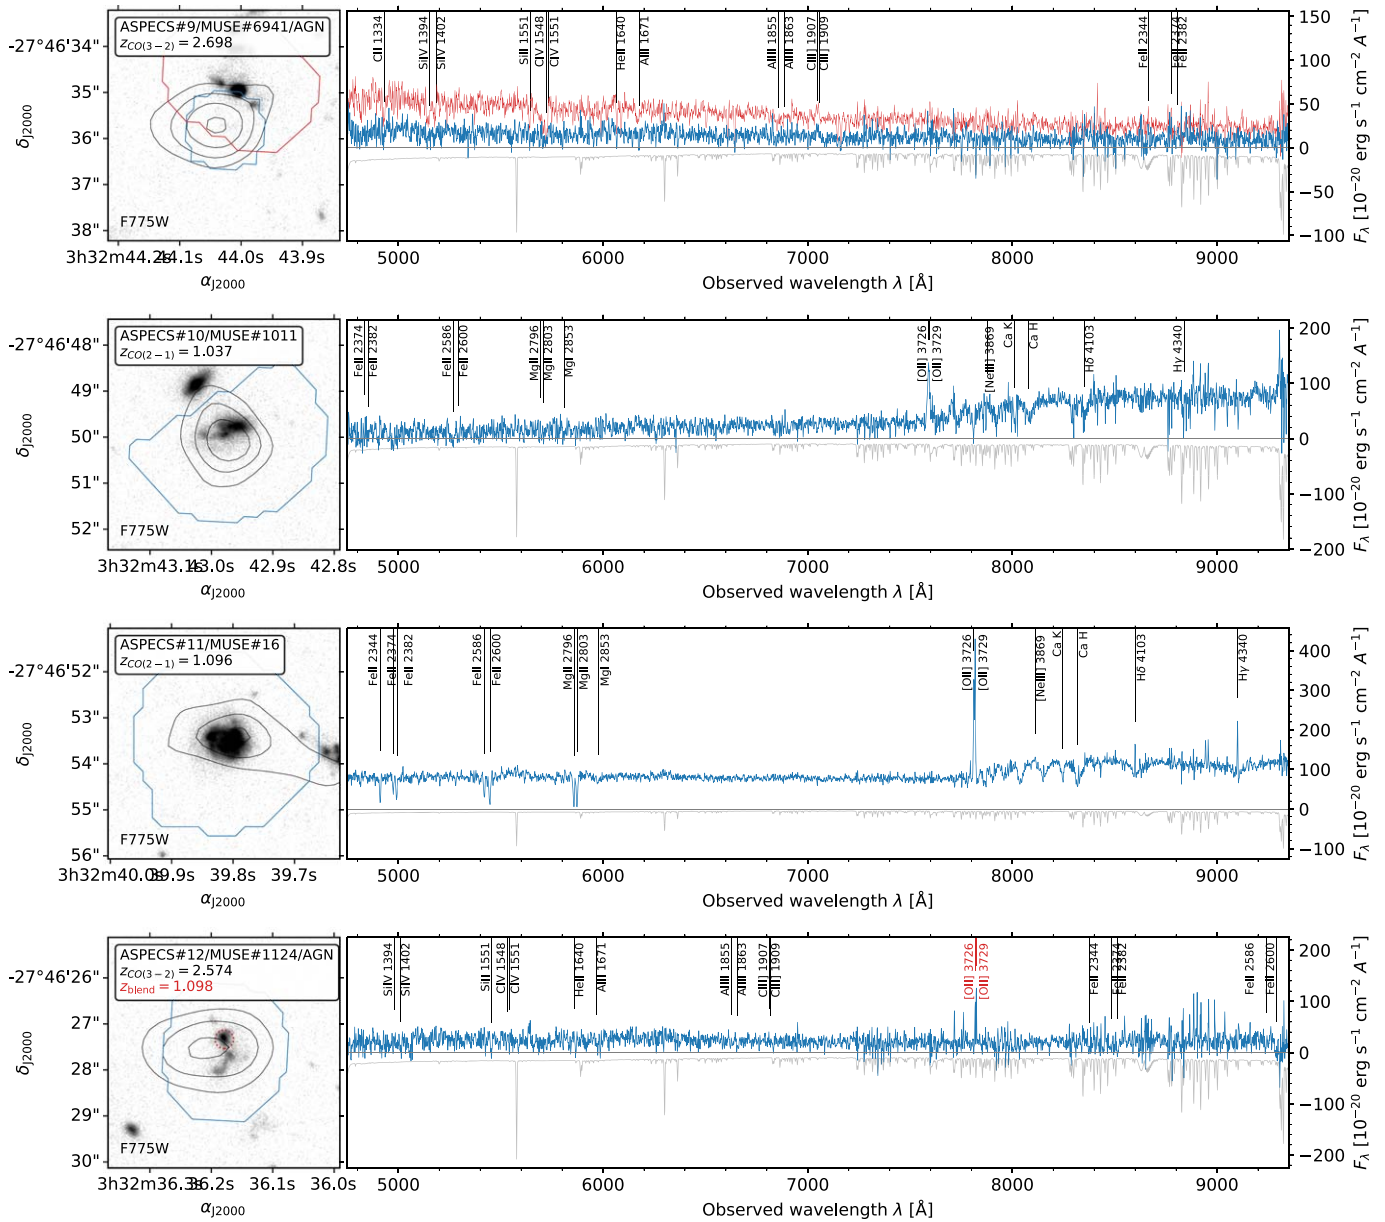 ASPECS#9/MUSE#6941/AGN
zCO(3−2) = 2.698
F775W
-27°46'34"
35"
36"
37"
38"
δJ2000
3h32m44.2s 44.1s 44.0s 43.9s
αJ2000
CII 1334
SiIV 1394
SiIV 1402
SiII 1551
CIV 1548
CIV 1551
HeII 1640
AlII 1671
AlIII 1855
AlIII 1863
CIII] 1907
CIII] 1909
FeII 2344
FeII 2374
FeII 2382
150
100
50
0
−50
−100
Fλ [10−20 erg s−1 cm−2 A−1]
5000 6000 7000 8000 9000
Observed wavelength λ [Å]
ASPECS#10/MUSE#1011
zCO(2−1) = 1.037
F775W
-27°46'48"
49"
50"
51"
52"
δJ2000
3h32m43.1s 43.0s 42.9s 42.8s
αJ2000
FeII 2374
FeII 2382
FeII 2586
FeII 2600
MgII 2796
MgII 2803
MgI 2853
[OII] 3726
[OII] 3729
[NeIII] 3869
Ca K
Ca H
Hδ 4103
Hγ 4340
200
100
0
−100
−200
Fλ [10−20 erg s−1 cm−2 A−1]
5000 6000 7000 8000 9000
Observed wavelength λ [Å]
ASPECS#11/MUSE#16
zCO(2−1) = 1.096
F775W
-27°46'52"
53"
54"
55"
56"
δJ2000
3h32m40.0s 39.9s 39.8s 39.7s
αJ2000
FeII 2344
FeII 2374
FeII 2382
FeII 2586
FeII 2600
MgII 2796
MgII 2803
MgI 2853
[OII] 3726
[OII] 3729
[NeIII] 3869
Ca K
Ca H
Hδ 4103
Hγ 4340
400
300
200
100
0
−100
Fλ [10−20 erg s−1 cm−2 A−1]
5000 6000 7000 8000 9000
Observed wavelength λ [Å]
ASPECS#12/MUSE#1124/AGN
zCO(3−2) = 2.574
zblend = 1.098
F775W
-27°46'26"
27"
28"
29"
30"
δJ2000
3h32m36.3s 36.2s 36.1s 36.0s
αJ2000
SiIV 1394
SiIV 1402
SiII 1551
CIV 1548
CIV 1551
HeII 1640
AlII 1671
AlIII 1855
AlIII 1863
CIII] 1907
CIII] 1909
[OII] 3726
[OII] 3729
FeII 2344
FeII 2374
FeII 2382
FeII 2586
FeII 2600
200
100
0
−100
−200
Fλ [10−20 erg s−1 cm−2 A−1]
5000 6000 7000 8000 9000
Observed wavelength λ [Å]